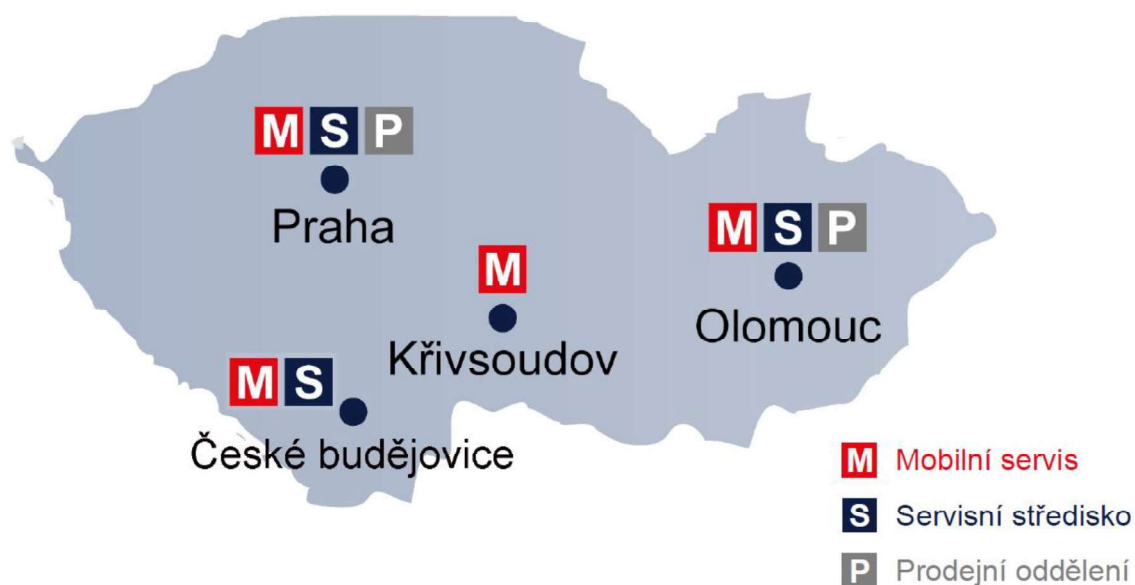 M S P
Praha
M S P
Olomouc
M
Křivsoudov
M S
České budějovice
M Mobilní servis
S Servisní středisko
P Prodejní oddělení